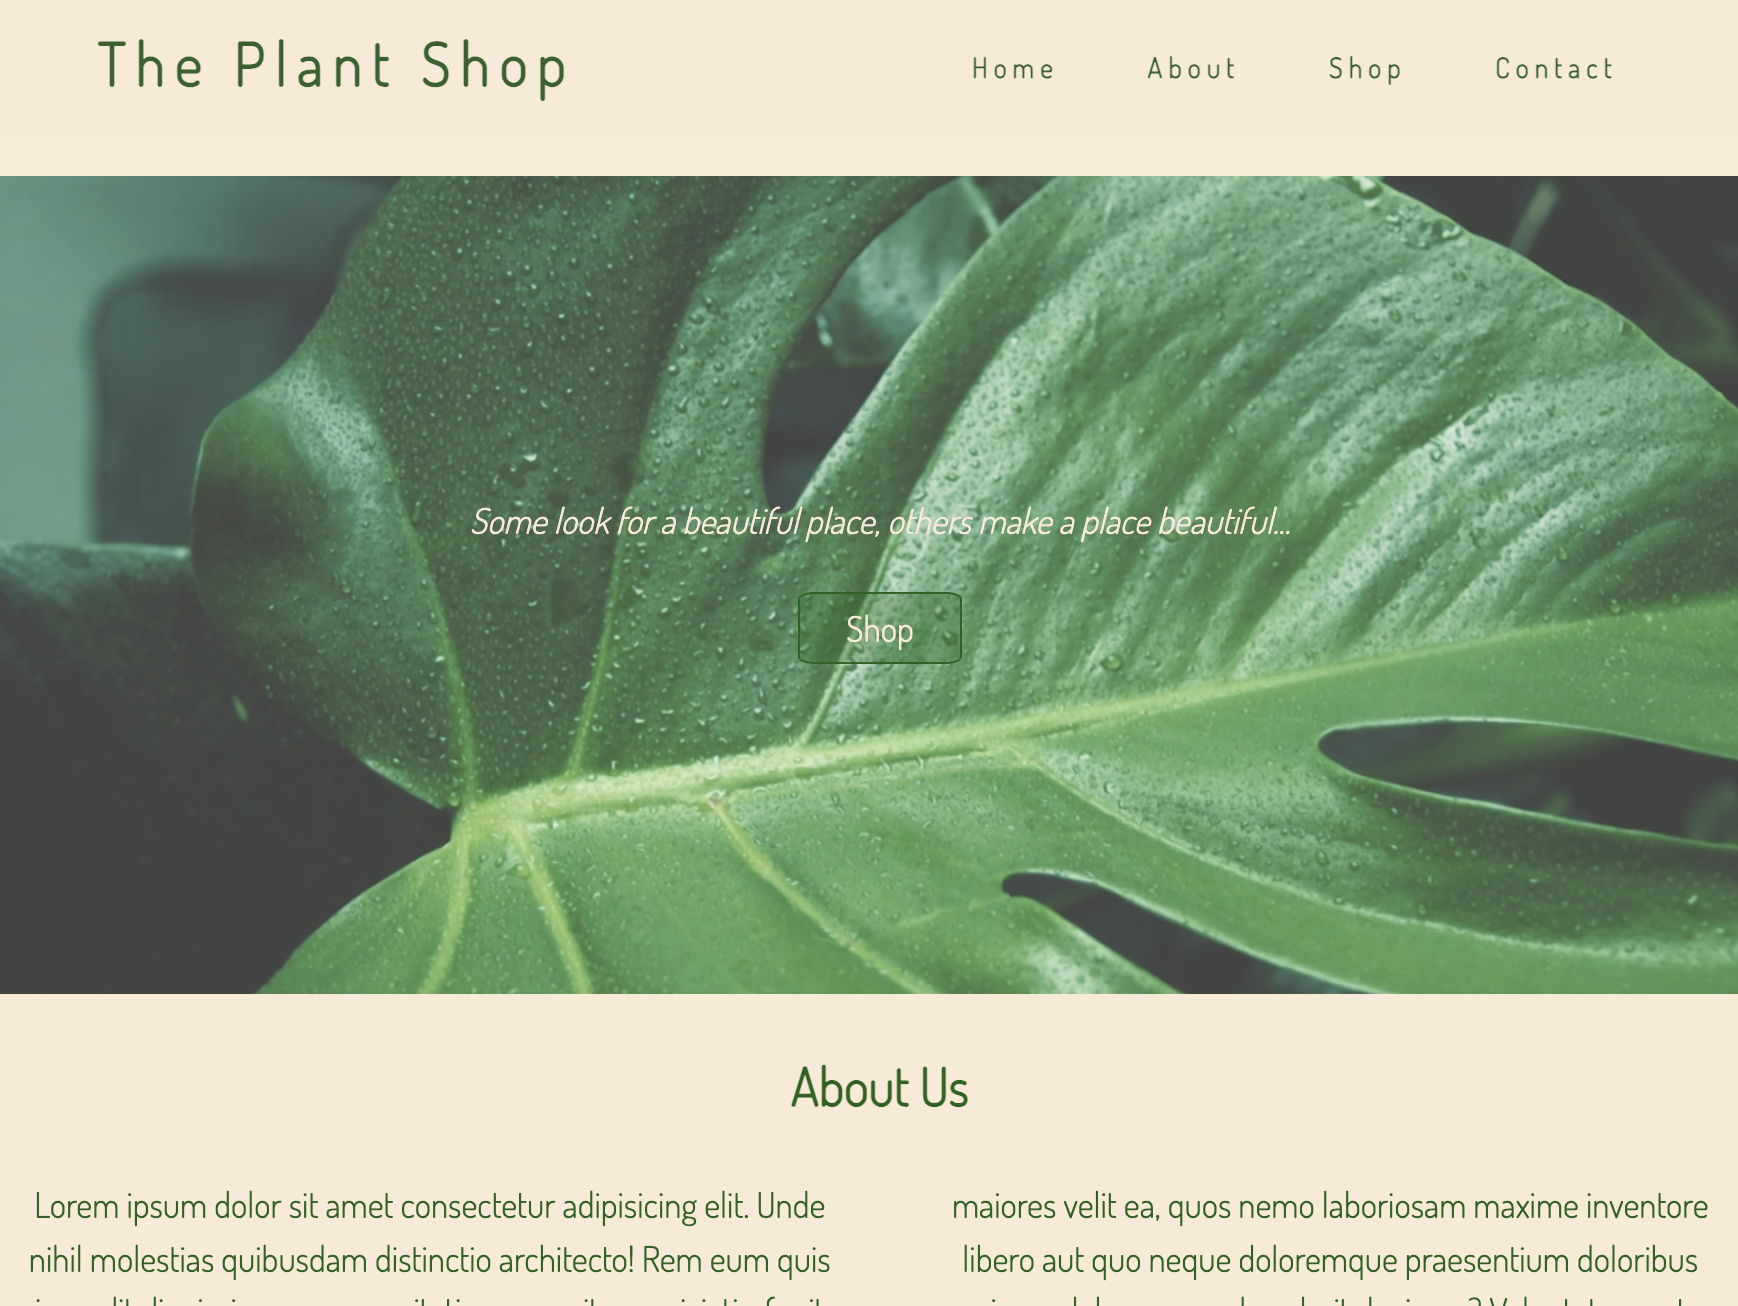 The Plant Shop
Home About Shop Contact
Some look for a beautiful place, others make a place beautiful...
Shop
About Us
Lorem ipsum dolor sit amet consectetur adipisicing elit. Unde
nihil molestias quibusdam distinctio architecto! Rem eum quis
maiores velit ea, quos nemo laboriosam maxime inventore
libero aut quo neque doloremque praesentium doloribus